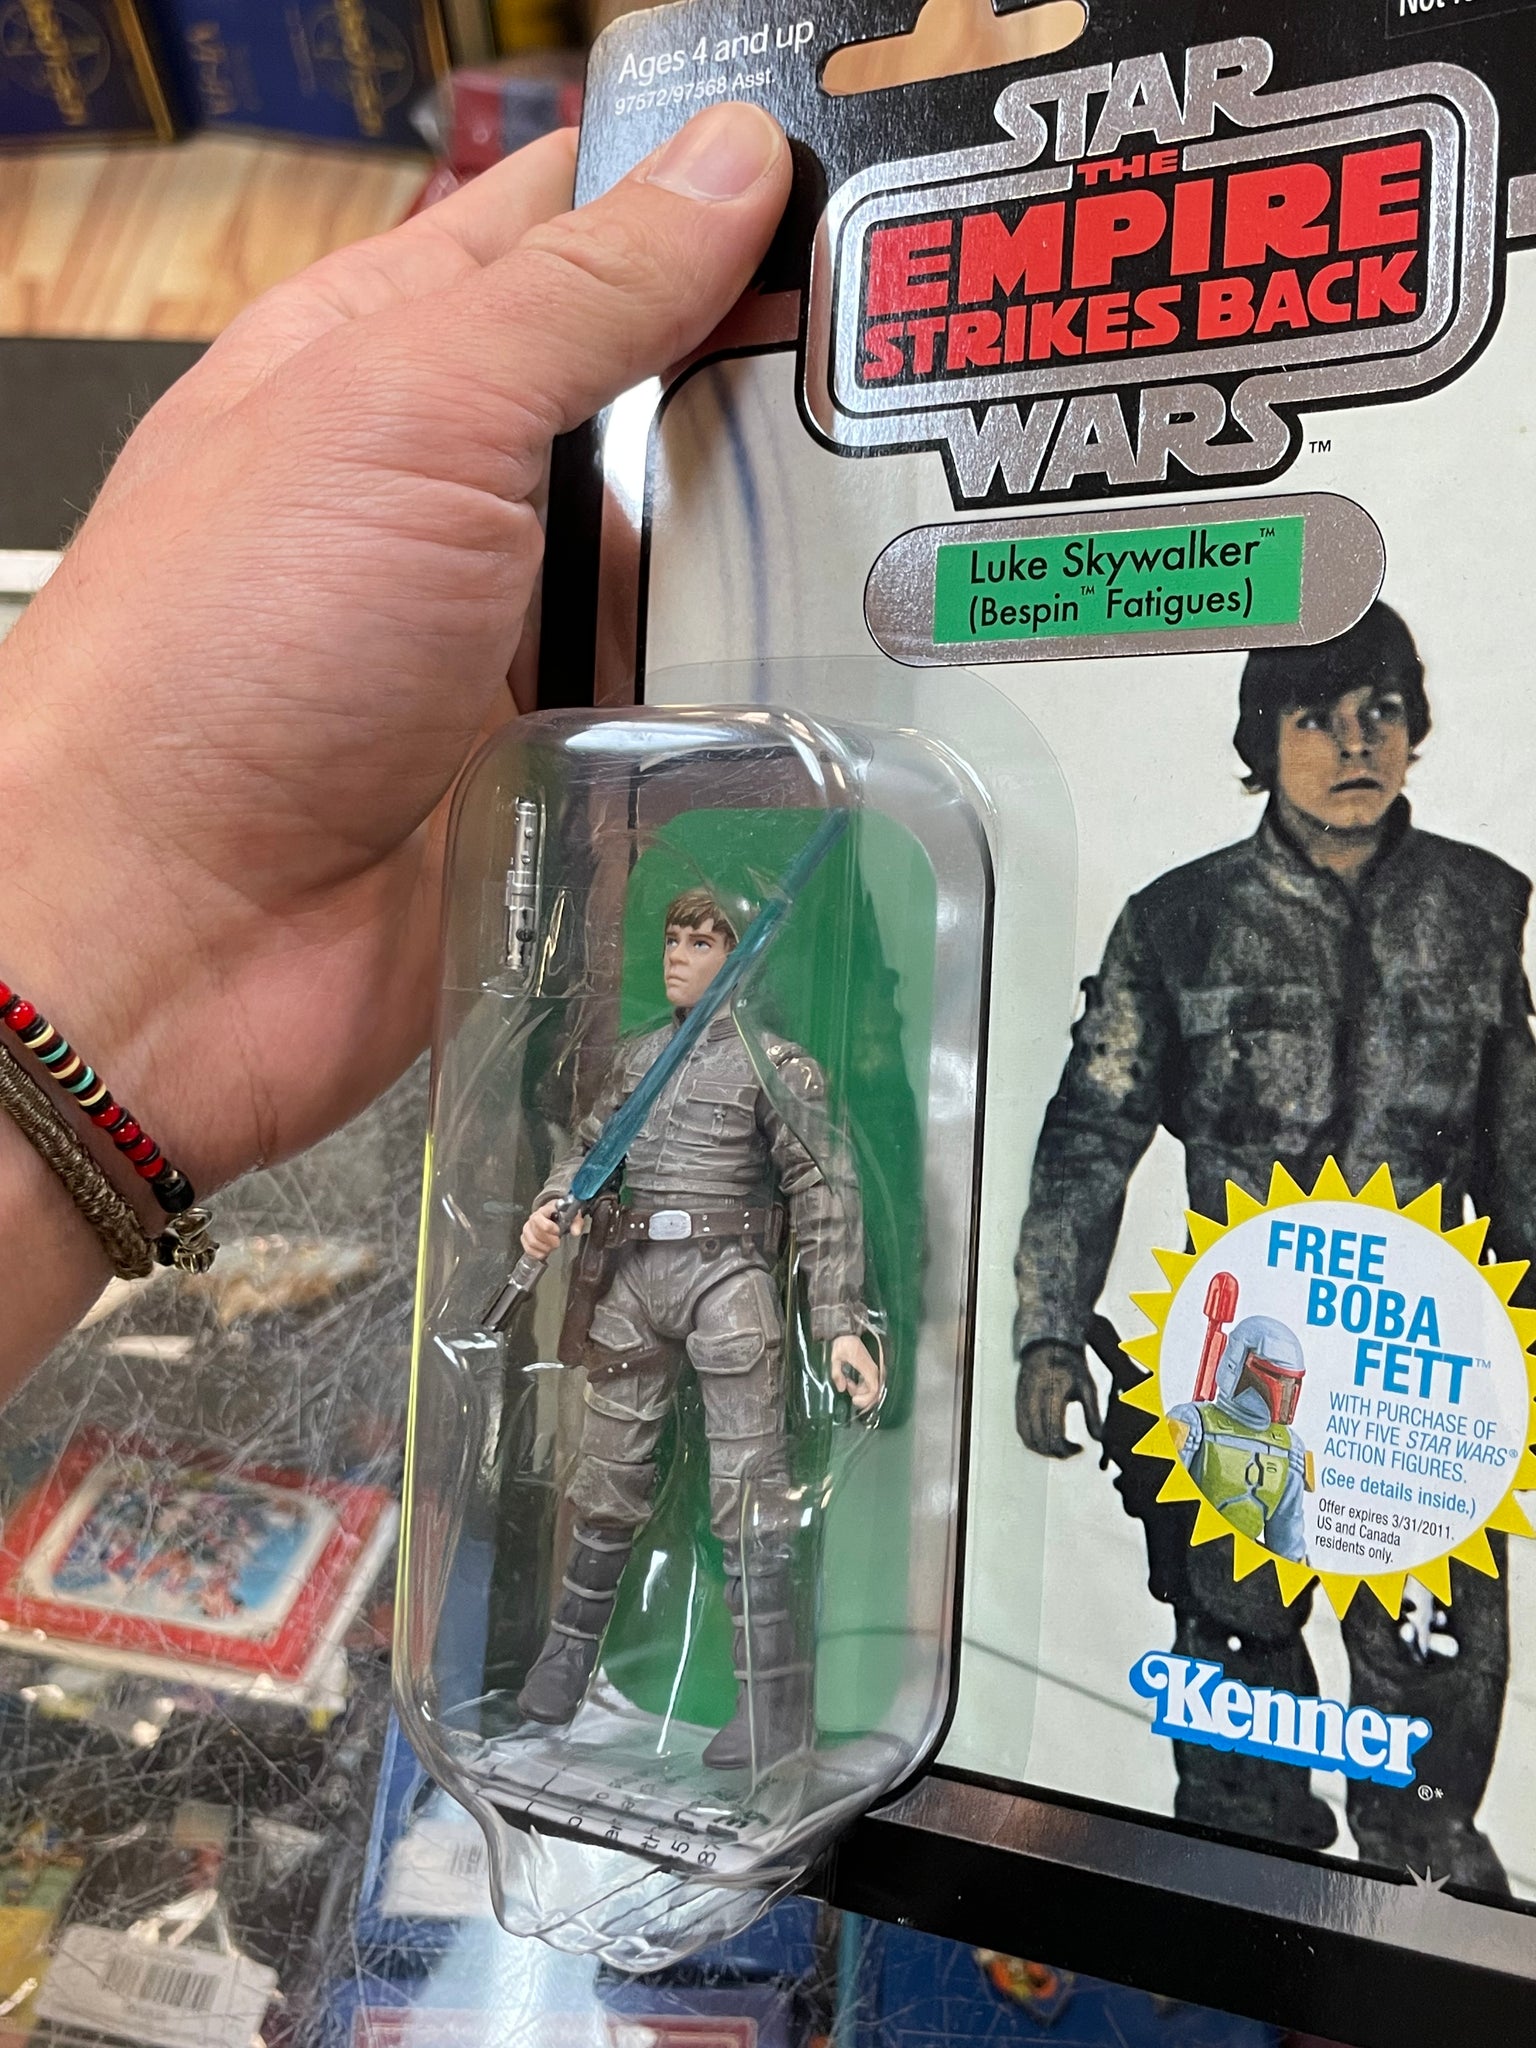 Ages 4 and up
97572/97568 Asst.
STAR
THE
EMPIRE
STRIKES BACK
WARS™
Luke Skywalker™
(Bespin™ Fatigues)
FREE
BOBA
FETT™
WITH PURCHASE OF
ANY FIVE STAR WARS®
ACTION FIGURES.
(See details inside.)
Offer expires 3/31/2011.
US and Canada
residents only.
Kenner®*